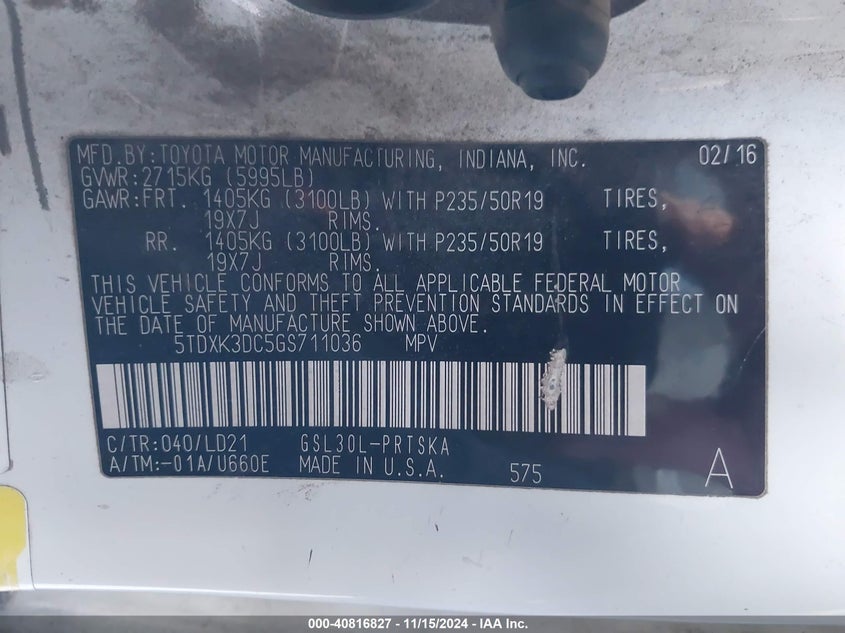 MFD.BY:TOYOTA MOTOR MANUFACTURING, INDIANA, INC. 02/16
GVWR:2715KG (5995LB)
GAWR:FRT. 1405KG (3100LB) WITH P235/50R19 TIRES,
19X7J RIMS.
RR. 1405KG (3100LB) WITH P235/50R19 TIRES,
19X7J RIMS.
THIS VEHICLE CONFORMS TO ALL APPLICABLE FEDERAL MOTOR
VEHICLE SAFETY AND THEFT PREVENTION STANDARDS IN EFFECT ON
THE DATE OF MANUFACTURE SHOWN ABOVE.
5TDXK3DC5GS711036 MPV
C/TR:040/LD21 GSL30L-PRTSKA
A/TM:-01A/U660E MADE IN U.S.A. 575 A
000-40816827 - 11/15/2024 - IAA Inc.